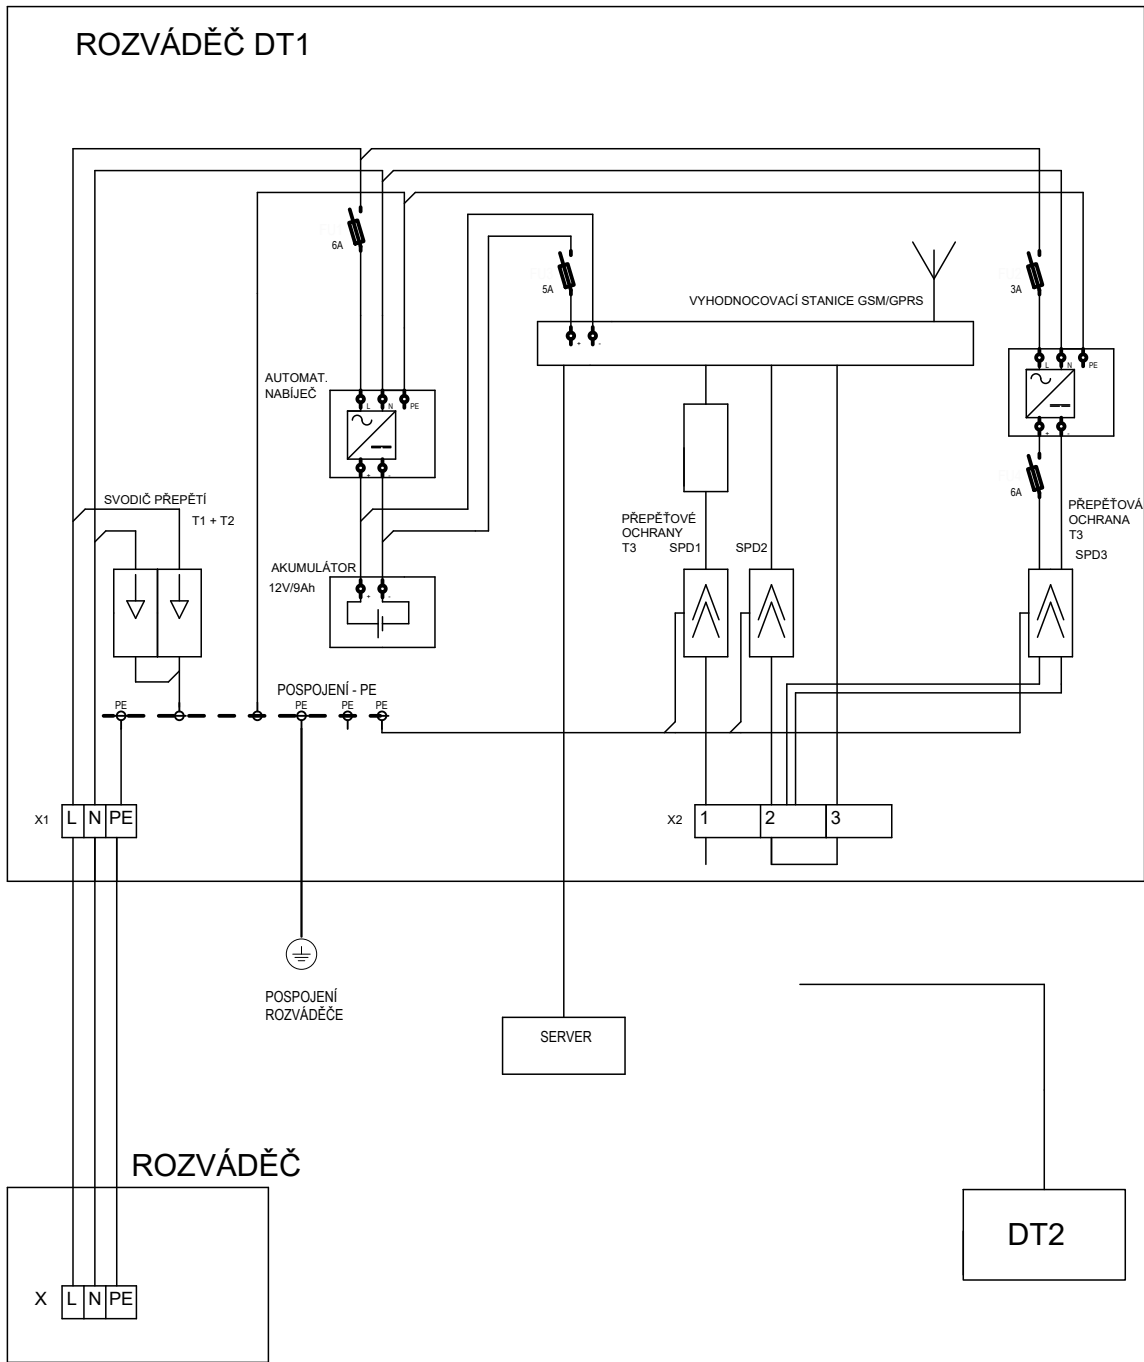 ROZVÁDĚČ DT1
6A
5A
3A
VYHODNOCOVACÍ STANICE GSM/GPRS
+ -
L N PE
AUTOMAT.
NABÍJEČ
L N PE
+ -
+ -
6A
SVODIČ PŘEPĚTÍ
T1 + T2
PŘEPĚŤOVÉ
OCHRANY
T3 SPD1 SPD2
PŘEPĚŤOVÁ
OCHRANA
T3
SPD3
AKUMULÁTOR
12V/9Ah
+ -
POSPOJENÍ - PE
PE PE PE PE
X1 L N PE
X2 1 2 3
POSPOJENÍ
ROZVÁDĚČE
SERVER
ROZVÁDĚČ
DT2
X L N PE